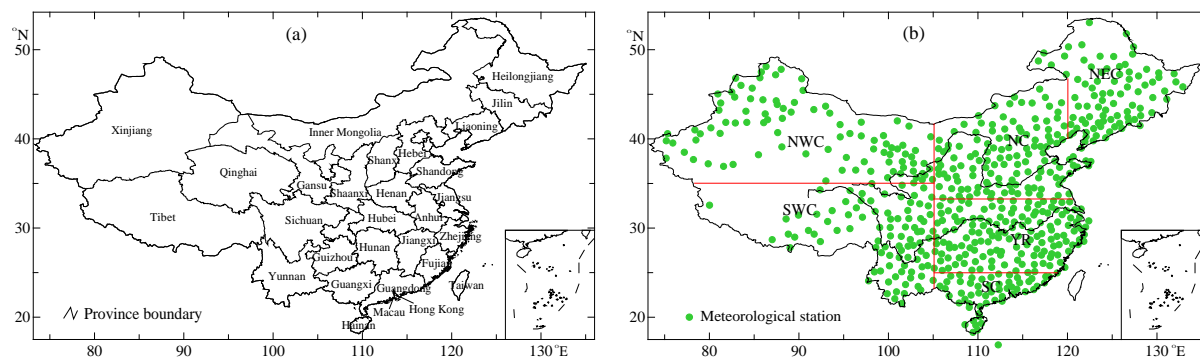 (a)
°N
50
40
30
20
80
90
100
110
120
130
°E
Heilongjiang
Jilin
Liaoning
Inner Mongolia
Xinjiang
Hebei
Shanxi
Shandong
Qinghai
Gansu
Shaanxi
Henan
Jiangsu
Tibet
Sichuan
Hubei
Anhui
Zhejiang
Hunan
Jiangxi
Guizhou
Fujian
Yunnan
Guangxi
Guangdong
Taiwan
Hong Kong
Macau
Hainan
Province boundary
(b)
°N
50
40
30
20
80
90
100
110
120
130
°E
NEC
NWC
NC
SWC
YR
SC
Meteorological station